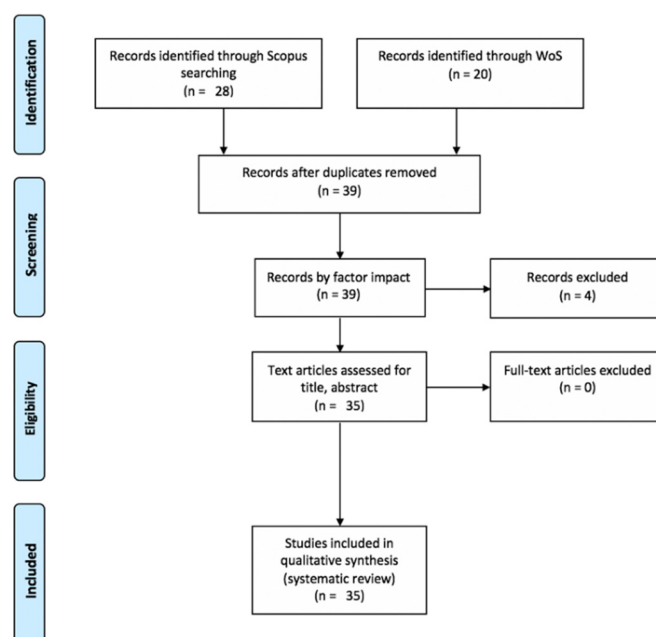 Identification
Records identified through Scopus
searching
(n = 28)
Records identified through WoS
(n = 20)
Records after duplicates removed
(n = 39)
Screening
Records by factor impact
(n = 39)
Records excluded
(n = 4)
Eligibility
Text articles assessed for
title, abstract
(n = 35)
Full-text articles excluded
(n = 0)
Included
Studies included in
qualitative synthesis
(systematic review)
(n = 35)